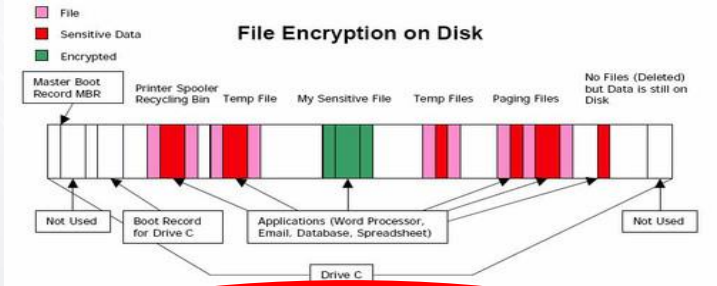 File
Sensitive Data
Encrypted
File Encryption on Disk
Master Boot
Record MBR
Printer Spooler
Recycling Bin
Temp File
My Sensitive File
Temp Files
Paging Files
No Files (Deleted)
but Data is still on
Disk
Not Used
Boot Record
for Drive C
Applications (Word Processor,
Email, Database, Spreadsheet)
Not Used
Drive C